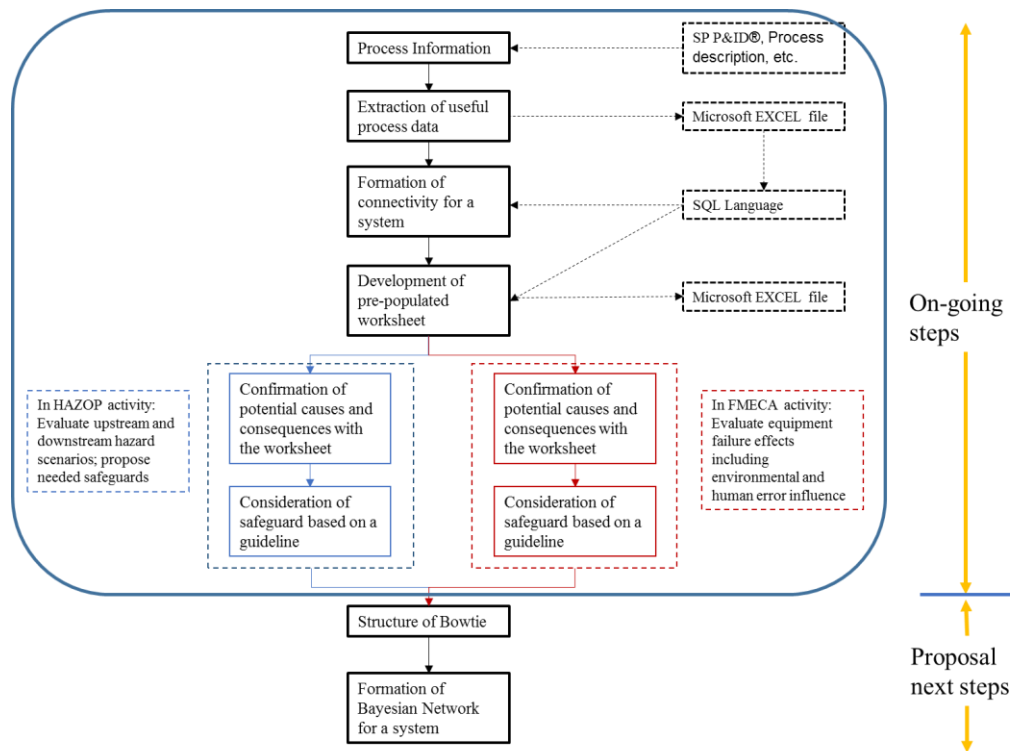 Process Information
SP P&ID®, Process
description, etc.
Extraction of useful
process data
Microsoft EXCEL file
Formation of
connectivity for a
system
SQL Language
Development of
pre-populated
worksheet
Microsoft EXCEL file
On-going
steps
In HAZOP activity:
Evaluate upstream and
downstream hazard
scenarios; propose
needed safeguards
Confirmation of
potential causes and
consequences with
the worksheet
Confirmation of
potential causes and
consequences with
the worksheet
In FMECA activity:
Evaluate equipment
failure effects
including
environmental and
human error influence
Consideration of
safeguard based on a
guideline
Consideration of
safeguard based on a
guideline
Structure of Bowtie
Formation of
Bayesian Network
for a system
Proposal
next steps